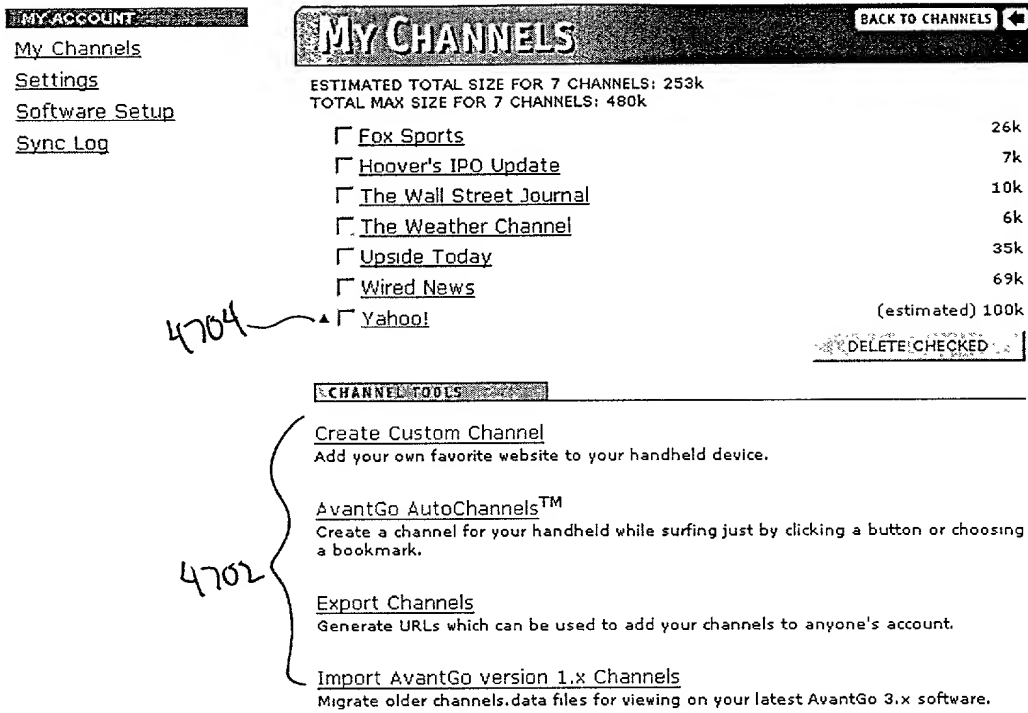 MY ACCOUNT
My Channels
Settings
Software Setup
Sync Log
MY CHANNELS
BACK TO CHANNELS
ESTIMATED TOTAL SIZE FOR 7 CHANNELS: 253k
TOTAL MAX SIZE FOR 7 CHANNELS: 480k
Fox Sports 26k
Hoover's IPO Update 7k
The Wall Street Journal 10k
The Weather Channel 6k
Upside Today 35k
Wired News 69k
4704 Yahoo! (estimated) 100k
DELETE CHECKED
CHANNEL TOOLS
Create Custom Channel
Add your own favorite website to your handheld device.
AvantGo AutoChannels™
Create a channel for your handheld while surfing just by clicking a button or choosing
a bookmark.
4702
Export Channels
Generate URLs which can be used to add your channels to anyone's account.
Import AvantGo version 1.x Channels
Migrate older channels.data files for viewing on your latest AvantGo 3.x software.